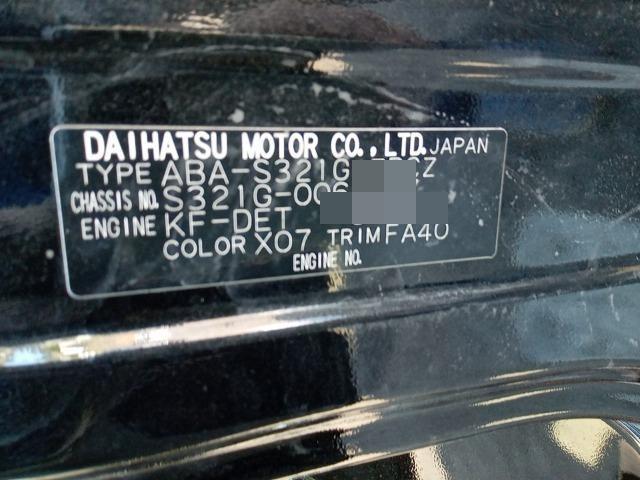 DAIHATSU MOTOR CO., LTD. JAPAN
TYPE ABA-S321G
CHASSIS NO. S321G-00
ENGINE KF-DET
COLOR X07 TRIM FA40
ENGINE NO.